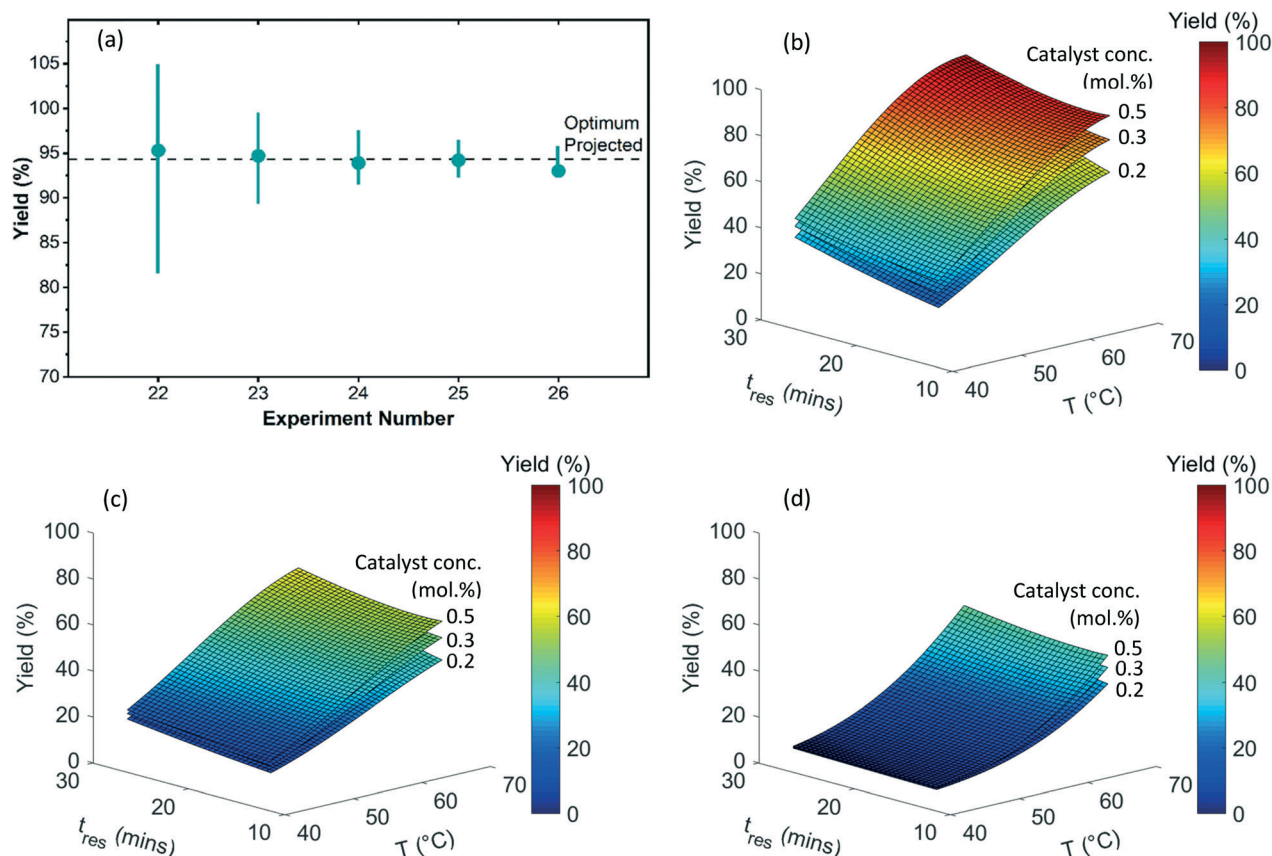 (a)
105
100
95
90
85
80
75
70
Yield (%)
Optimum
Projected
22 23 24 25 26
Experiment Number
(b)
Yield (%)
100
80
60
40
20
0
Catalyst conc.
(mol.%)
0.5
0.3
0.2
100
80
60
40
20
0
Yield (%)
30
20
10
tres (mins)
40
50
60
70
T (°C)
(c)
Yield (%)
100
80
60
40
20
0
Catalyst conc.
(mol.%)
0.5
0.3
0.2
100
80
60
40
20
0
Yield (%)
30
20
10
tres (mins)
40
50
60
70
T (°C)
(d)
Yield (%)
100
80
60
40
20
0
Catalyst conc.
(mol.%)
0.5
0.3
0.2
100
80
60
40
20
0
Yield (%)
30
20
10
tres (mins)
40
50
60
70
T (°C)